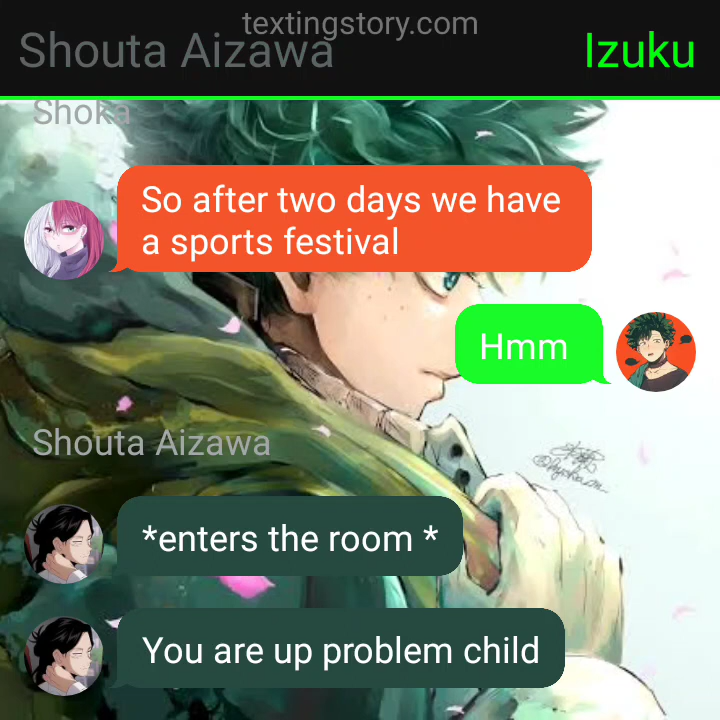 textingstory.com
Shouta Aizawa
Izuku
Shoka
So after two days we have
a sports festival
Hmm
Shouta Aizawa
*enters the room *
You are up problem child